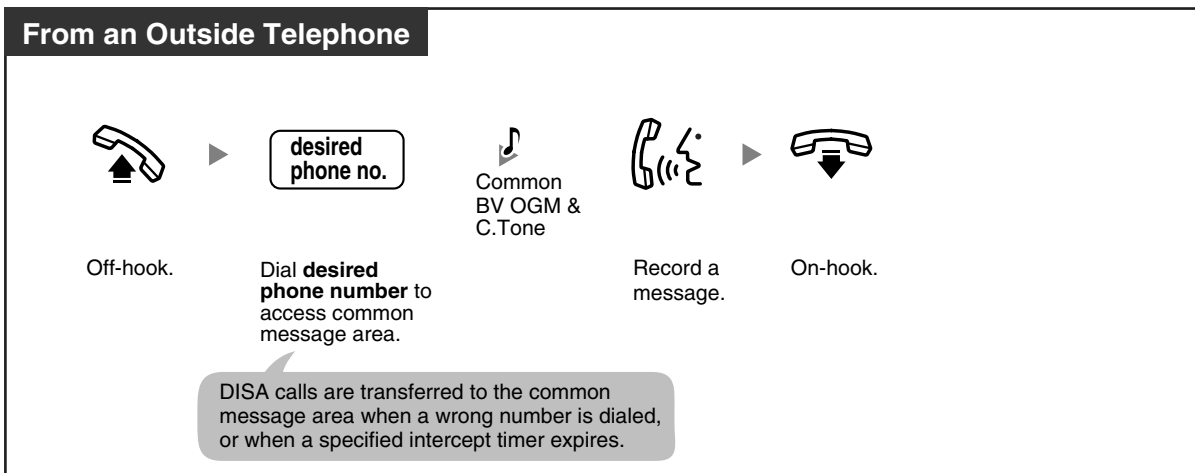 From an Outside Telephone
desired
phone no.
Common
BV OGM &
C.Tone
Off-hook.
Dial desired
phone number to
access common
message area.
Record a
message.
On-hook.
DISA calls are transferred to the common
message area when a wrong number is dialed,
or when a specified intercept timer expires.